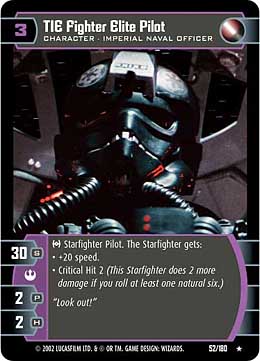 3 TIE Fighter Elite Pilot
CHARACTER - IMPERIAL NAVAL OFFICER
Starfighter Pilot. The Starfighter gets:
• +20 speed.
• Critical Hit 2 (This Starfighter does 2 more
damage if you roll at least one natural six.)
30 S
2 P
2 H
"Look out!"
© 2002 LUCASFILM LTD. & ® OR TM. GAME DESIGN: WIZARDS. 52/180